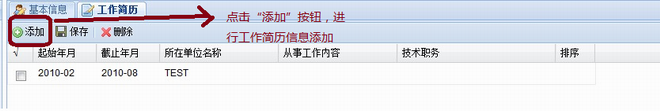 基本信息 工作简历
点击“添加”按钮，进
添加 保存 删除
行工作简历信息添加
√ 起始年月 截止年月 所在单位名称 从事工作内容 技术职务 排序
2010-02 2010-08 TEST